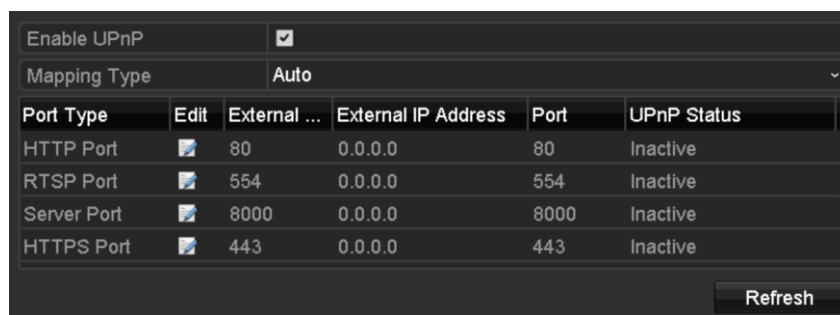 Enable UPnP
Mapping Type Auto
Port Type Edit External ... External IP Address Port UPnP Status
HTTP Port 80 0.0.0.0 80 Inactive
RTSP Port 554 0.0.0.0 554 Inactive
Server Port 8000 0.0.0.0 8000 Inactive
HTTPS Port 443 0.0.0.0 443 Inactive
Refresh